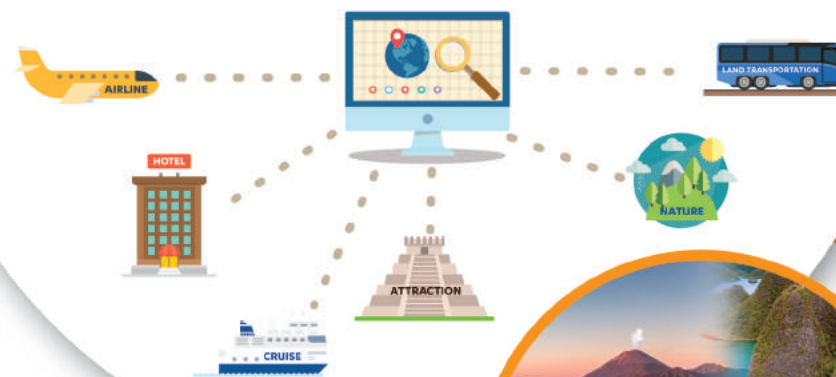 AIRLINE
LAND TRANSPORTATION
HOTEL
NATURE
ATTRACTION
CRUISE